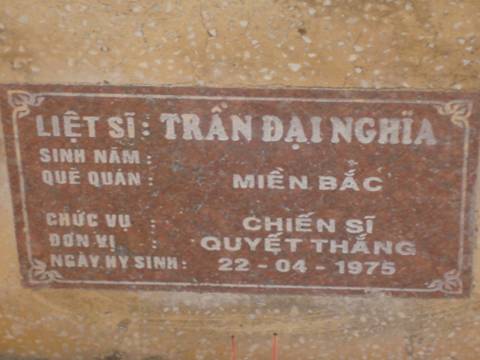 LIỆT SĨ: TRẦN ĐẠI NGHĨA
SINH NĂM:
QUÊ QUÁN: MIỀN BẮC
CHỨC VỤ: CHIẾN SĨ
ĐƠN VỊ: QUYẾT THẮNG
NGÀY HY SINH: 22-04-1975